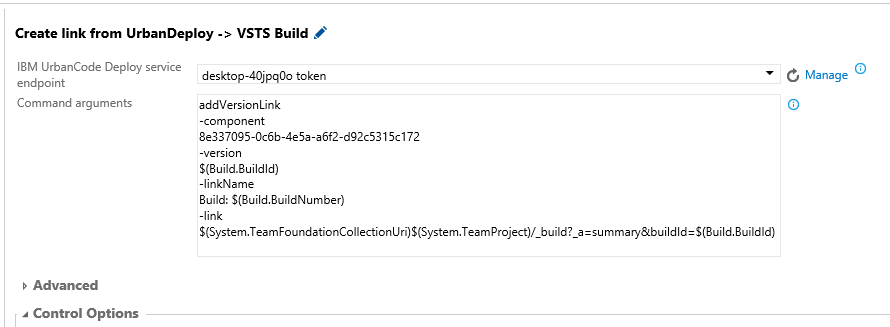 Create link from UrbanDeploy -> VSTS Build
IBM UrbanCode Deploy service
endpoint
desktop-40jpq0o token
Manage
Command arguments
addVersionLink
-component
8e337095-0c6b-4e5a-a6f2-d92c5315c172
-version
$(Build.BuildId)
-linkName
Build: $(Build.BuildNumber)
-link
$(System.TeamFoundationCollectionUri)$(System.TeamProject)/_build?_a=summary&buildId=$(Build.BuildId)
Advanced
Control Options